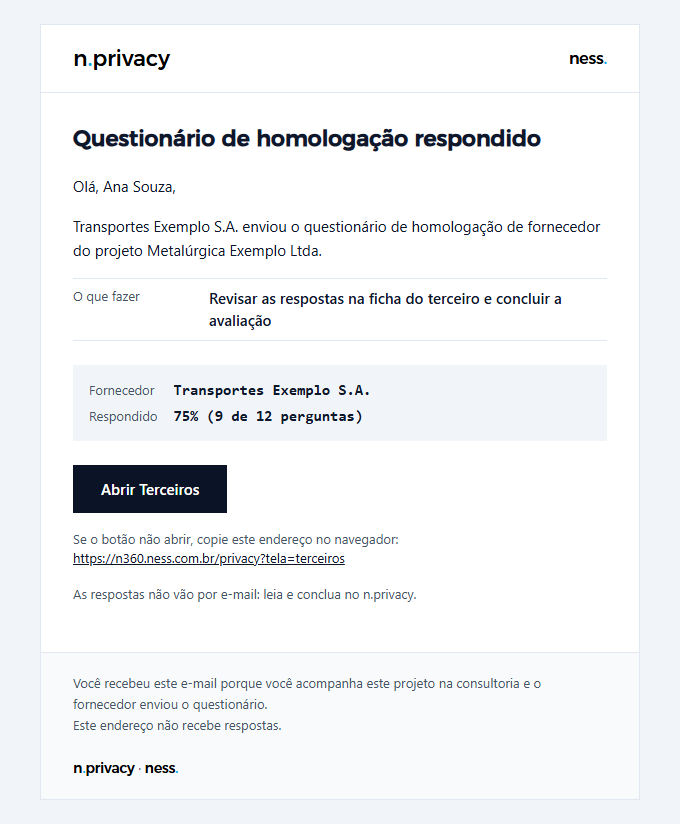 n.privacy
ness.
Questionário de homologação respondido
Olá, Ana Souza,
Transportes Exemplo S.A. enviou o questionário de homologação de fornecedor
do projeto Metalúrgica Exemplo Ltda.
O que fazer
Revisar as respostas na ficha do terceiro e concluir a
avaliação
Fornecedor Transportes Exemplo S.A.
Respondido 75% (9 de 12 perguntas)
Abrir Terceiros
Se o botão não abrir, copie este endereço no navegador:
https://n360.ness.com.br/privacy?tela=terceiros
As respostas não vão por e-mail: leia e conclua no n.privacy.
Você recebeu este e-mail porque você acompanha este projeto na consultoria e o
fornecedor enviou o questionário.
Este endereço não recebe respostas.
n.privacy · ness.